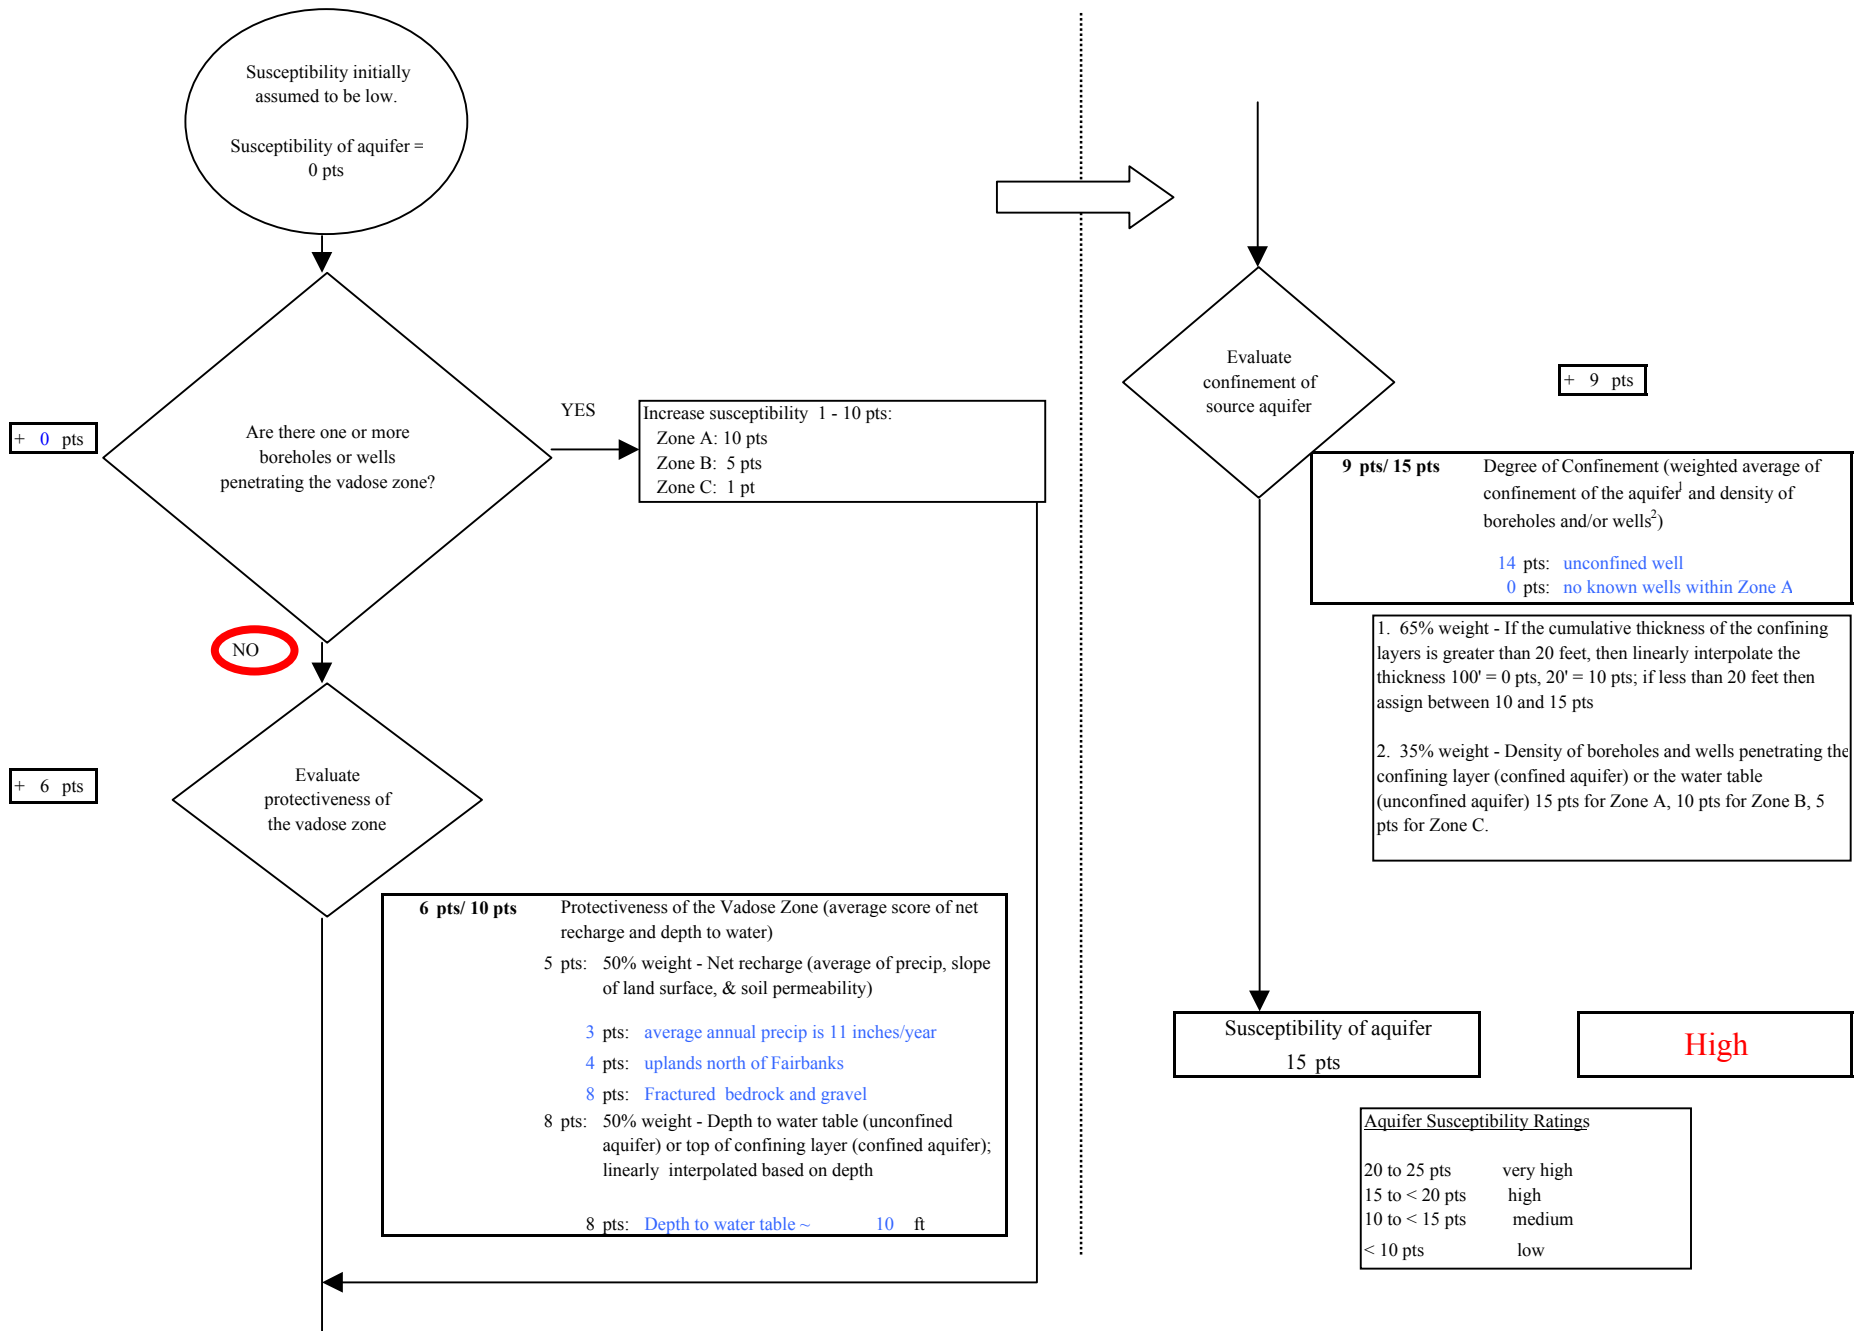 Susceptibility initially
assumed to be low.
Susceptibility of aquifer =
0 pts
+ 0 pts
Are there one or more
boreholes or wells
penetrating the vadose zone?
YES
Increase susceptibility 1 - 10 pts:
Zone A: 10 pts
Zone B: 5 pts
Zone C: 1 pt
NO
+ 6 pts
Evaluate
protectiveness of
the vadose zone
6 pts/ 10 pts Protectiveness of the Vadose Zone (average score of net
recharge and depth to water)
5 pts: 50% weight - Net recharge (average of precip, slope
of land surface, & soil permeability)
3 pts: average annual precip is 11 inches/year
4 pts: uplands north of Fairbanks
8 pts: Fractured bedrock and gravel
8 pts: 50% weight - Depth to water table (unconfined
aquifer) or top of confining layer (confined aquifer);
linearly interpolated based on depth
8 pts: Depth to water table ~ 10 ft
Evaluate
confinement of
source aquifer
+ 9 pts
9 pts/ 15 pts Degree of Confinement (weighted average of
confinement of the aquifer1 and density of
boreholes and/or wells2)
14 pts: unconfined well
0 pts: no known wells within Zone A
1. 65% weight - If the cumulative thickness of the confining
layers is greater than 20 feet, then linearly interpolate the
thickness 100' = 0 pts, 20' = 10 pts; if less than 20 feet then
assign between 10 and 15 pts
2. 35% weight - Density of boreholes and wells penetrating the
confining layer (confined aquifer) or the water table
(unconfined aquifer) 15 pts for Zone A, 10 pts for Zone B, 5
pts for Zone C.
Susceptibility of aquifer
15 pts
High
Aquifer Susceptibility Ratings
20 to 25 pts very high
15 to < 20 pts high
10 to < 15 pts medium
< 10 pts low